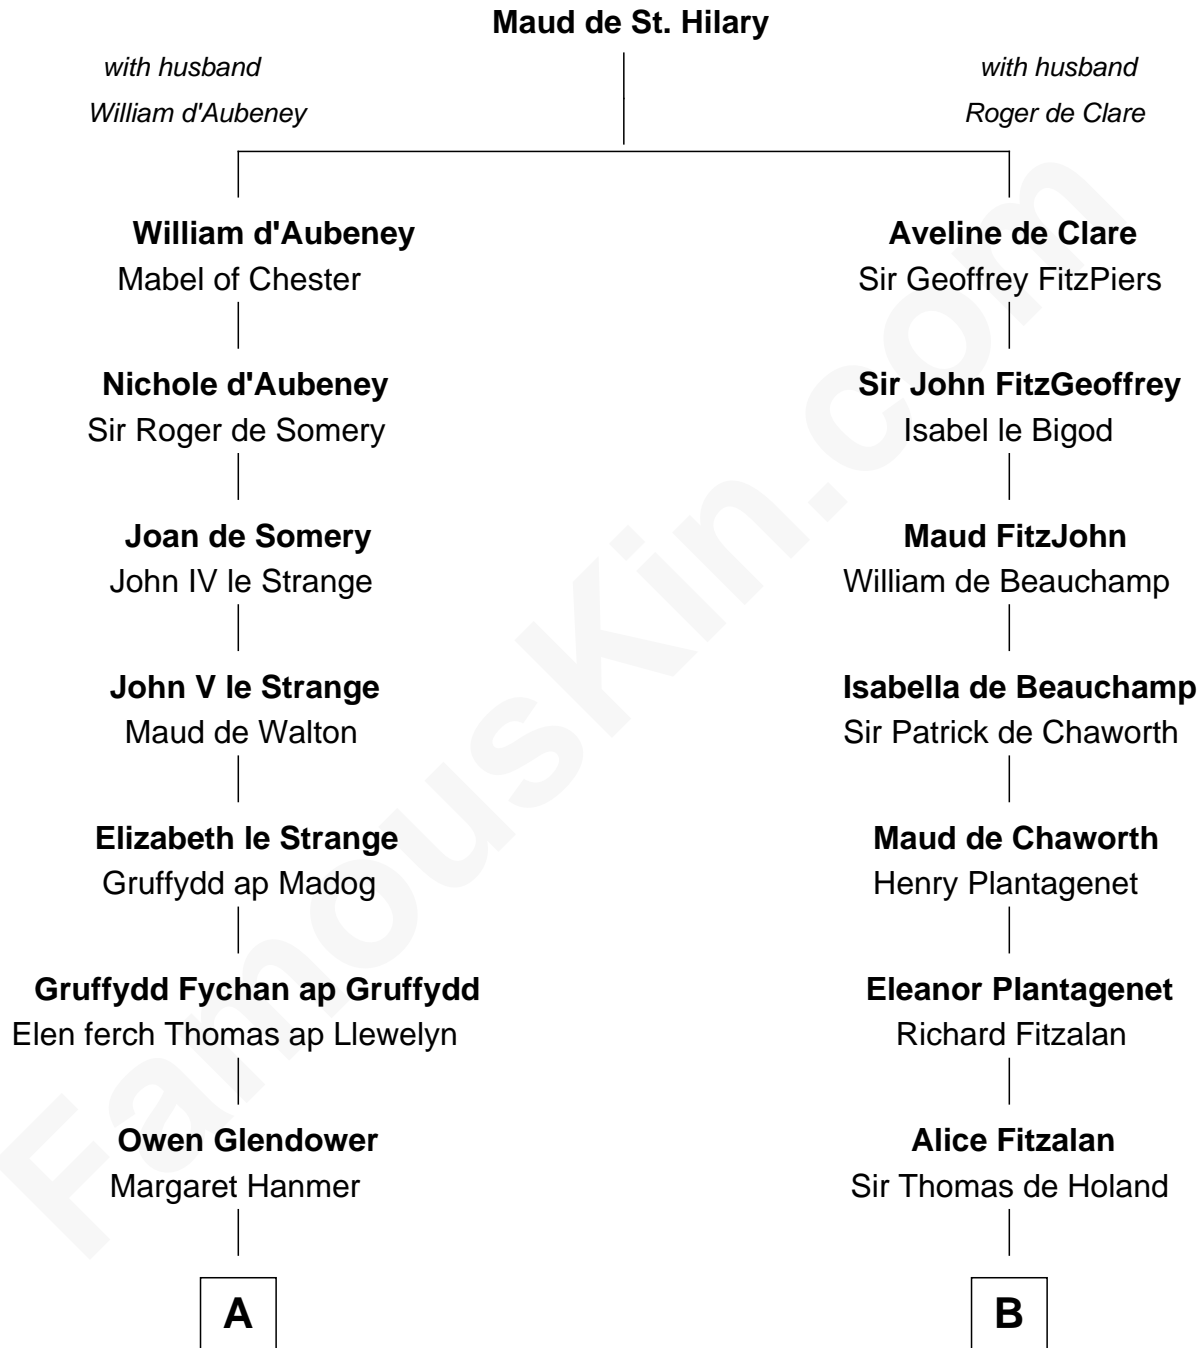 Maud de St. Hilary
with husband
William d'Aubeney
with husband
Roger de Clare
William d'Aubeney
Mabel of Chester
Nichole d'Aubeney
Sir Roger de Somery
Joan de Somery
John IV le Strange
John V le Strange
Maud de Walton
Elizabeth le Strange
Gruffydd ap Madog
Gruffydd Fychan ap Gruffydd
Elen ferch Thomas ap Llewelyn
Owen Glendower
Margaret Hanmer
A
Aveline de Clare
Sir Geoffrey FitzPiers
Sir John FitzGeoffrey
Isabel le Bigod
Maud FitzJohn
William de Beauchamp
Isabella de Beauchamp
Sir Patrick de Chaworth
Maud de Chaworth
Henry Plantagenet
Eleanor Plantagenet
Richard Fitzalan
Alice Fitzalan
Sir Thomas de Holand
B
FamousKin.com